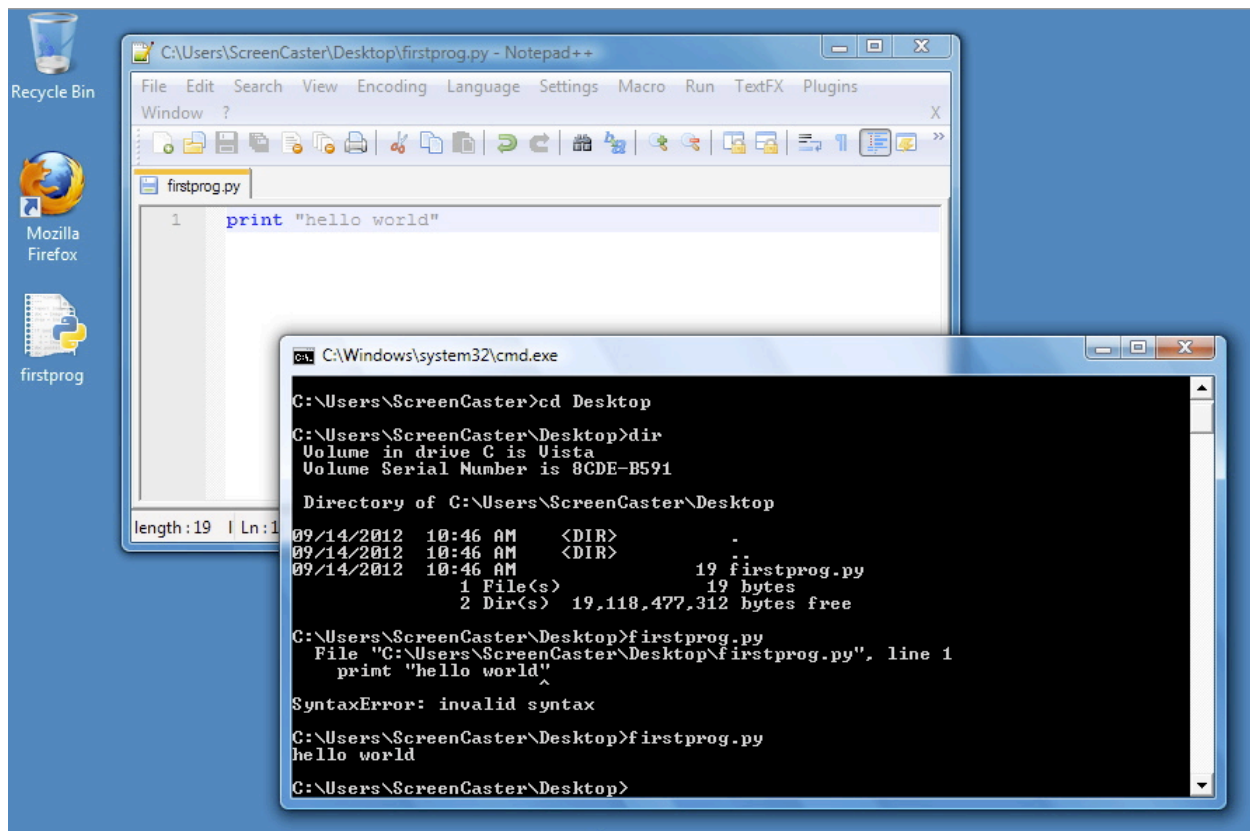 Recycle Bin
Mozilla
Firefox
firstprog
C:\Users\ScreenCaster\Desktop\firstprog.py - Notepad++
File Edit Search View Encoding Language Settings Macro Run TextFX Plugins
Window ? X
firstprog.py
1 print "hello world"
length : 19 l Ln : 1
C:\Windows\system32\cmd.exe
C:\Users\ScreenCaster>cd Desktop
C:\Users\ScreenCaster\Desktop>dir
Volume in drive C is Vista
Volume Serial Number is 8CDE-B591
Directory of C:\Users\ScreenCaster\Desktop
09/14/2012 10:46 AM <DIR> .
09/14/2012 10:46 AM <DIR> ..
09/14/2012 10:46 AM 19 firstprog.py
1 File(s) 19 bytes
2 Dir(s) 19,118,477,312 bytes free
C:\Users\ScreenCaster\Desktop>firstprog.py
File "C:\Users\ScreenCaster\Desktop\firstprog.py", line 1
primt "hello world"
^
SyntaxError: invalid syntax
C:\Users\ScreenCaster\Desktop>firstprog.py
hello world
C:\Users\ScreenCaster\Desktop>